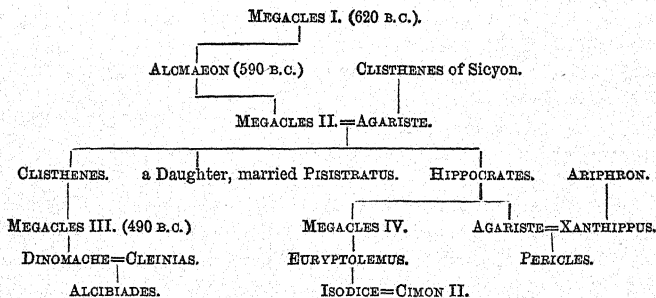 MEGACLES I. (620 B.C.).
ALCMAEON (590 B.C.) CLISTHENES of Sicyon.
MEGACLES II.=AGARISTE.
CLISTHENES. a Daughter, married PISISTRATUS. HIPPOCRATES. ARIPHRON.
MEGACLES III. (490 B.C.) MEGACLES IV. AGARISTE=XANTHIPPUS.
DINOMACHE=CLEINIAS. EURYPTOLEMUS. PERICLES.
ALCIBIADES. ISODICE=CIMON II.